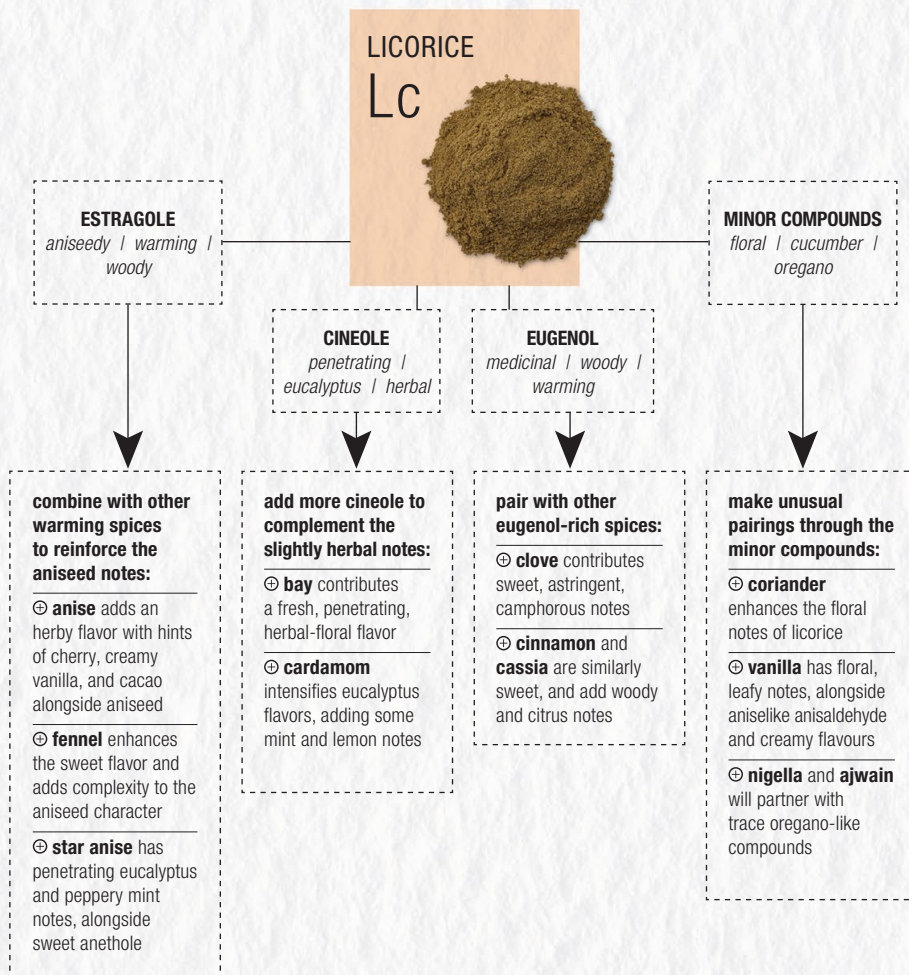 LICORICE
Lc
ESTRAGOLE
aniseedy | warming |
woody
CINEOLE
penetrating |
eucalyptus | herbal
EUGENOL
medicinal | woody |
warming
MINOR COMPOUNDS
floral | cucumber |
oregano
combine with other
warming spices
to reinforce the
aniseed notes:
⊕ anise adds an
herby flavor with hints
of cherry, creamy
vanilla, and cacao
alongside aniseed
⊕ fennel enhances
the sweet flavor and
adds complexity to the
aniseed character
⊕ star anise has
penetrating eucalyptus
and peppery mint
notes, alongside
sweet anethole
add more cineole to
complement the
slightly herbal notes:
⊕ bay contributes
a fresh, penetrating,
herbal-floral flavor
⊕ cardamom
intensifies eucalyptus
flavors, adding some
mint and lemon notes
pair with other
eugenol-rich spices:
⊕ clove contributes
sweet, astringent,
camphorous notes
⊕ cinnamon and
cassia are similarly
sweet, and add woody
and citrus notes
make unusual
pairings through the
minor compounds:
⊕ coriander
enhances the floral
notes of licorice
⊕ vanilla has floral,
leafy notes, alongside
aniselike anisaldehyde
and creamy flavours
⊕ nigella and ajwain
will partner with
trace oregano-like
compounds